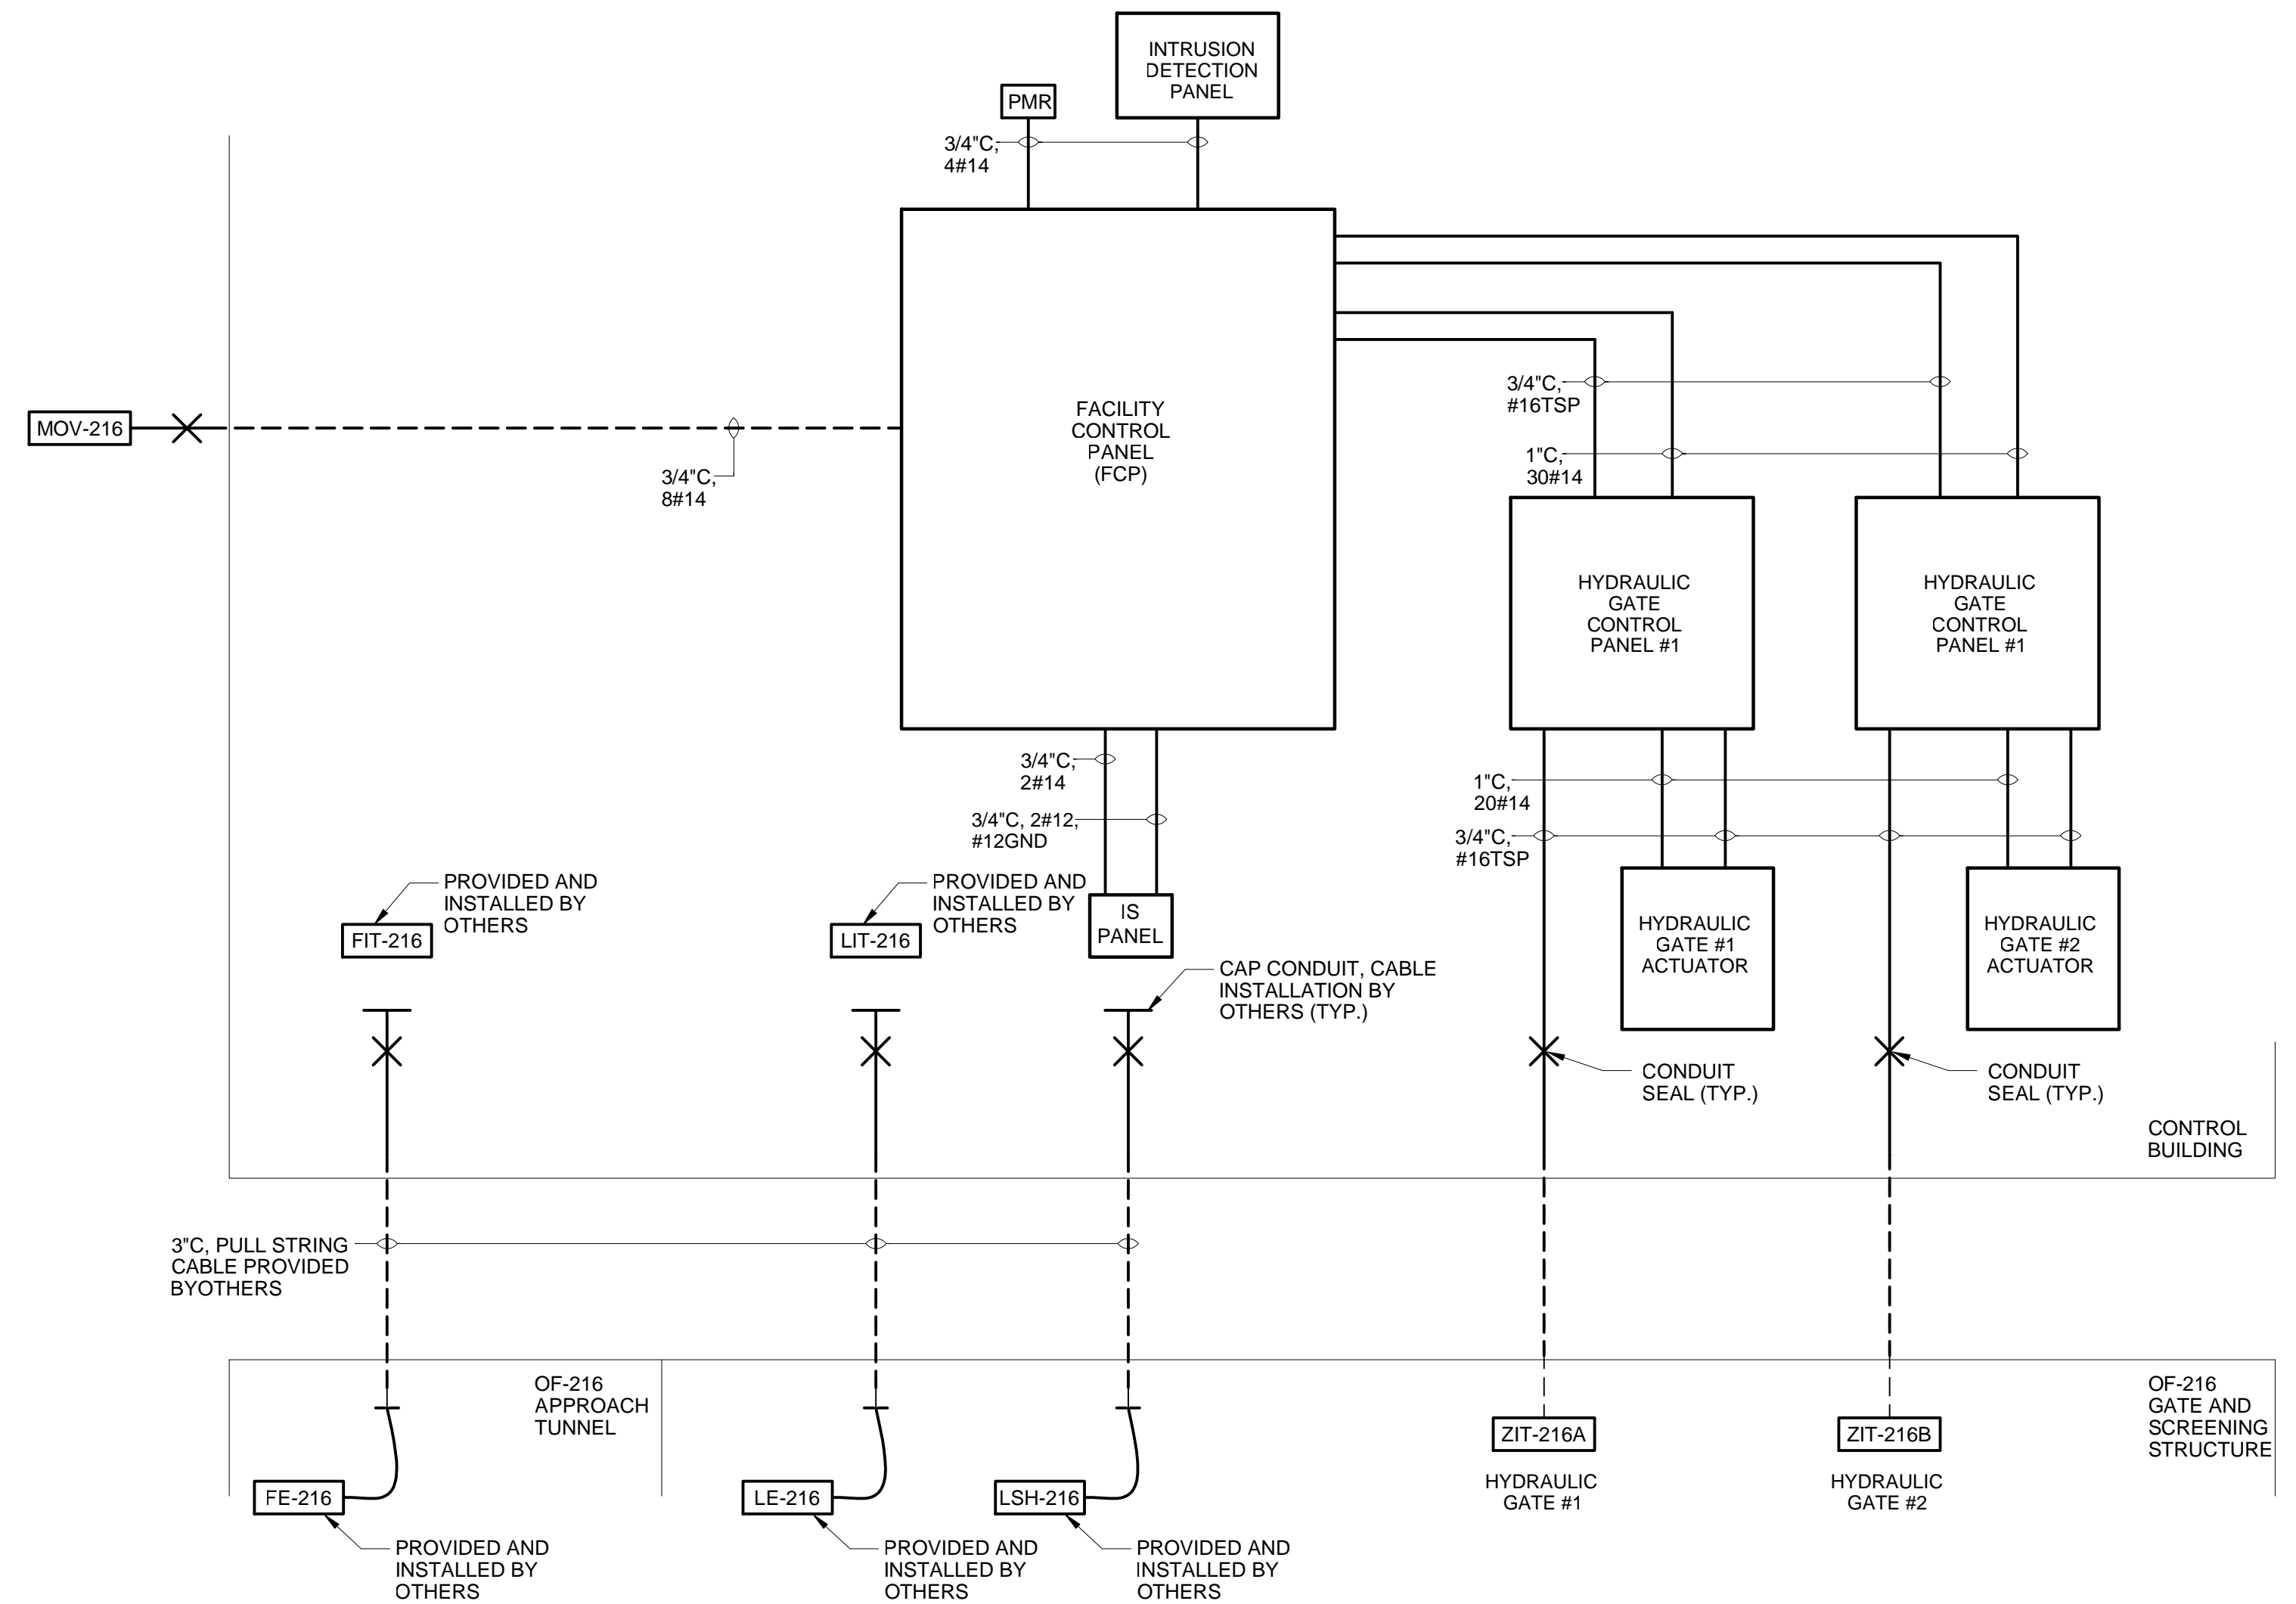 INTRUSION
DETECTION
PANEL
PMR
3/4"C,
4#14
FACILITY
CONTROL
PANEL
(FCP)
MOV-216
3/4"C,
8#14
3/4"C,
#16TSP
1"C,
30#14
HYDRAULIC
GATE
CONTROL
PANEL #1
HYDRAULIC
GATE
CONTROL
PANEL #1
3/4"C,
2#14
3/4"C, 2#12,
#12GND
1"C,
20#14
3/4"C,
#16TSP
PROVIDED AND
INSTALLED BY
OTHERS
FIT-216
PROVIDED AND
INSTALLED BY
OTHERS
LIT-216
IS
PANEL
HYDRAULIC
GATE #1
ACTUATOR
HYDRAULIC
GATE #2
ACTUATOR
CAP CONDUIT, CABLE
INSTALLATION BY
OTHERS (TYP.)
CONDUIT
SEAL (TYP.)
CONDUIT
SEAL (TYP.)
CONTROL
BUILDING
3"C, PULL STRING
CABLE PROVIDED
BYOTHERS
OF-216
APPROACH
TUNNEL
OF-216
GATE AND
SCREENING
STRUCTURE
ZIT-216A
HYDRAULIC
GATE #1
ZIT-216B
HYDRAULIC
GATE #2
FE-216
LE-216
LSH-216
PROVIDED AND
INSTALLED BY
OTHERS
PROVIDED AND
INSTALLED BY
OTHERS
PROVIDED AND
INSTALLED BY
OTHERS